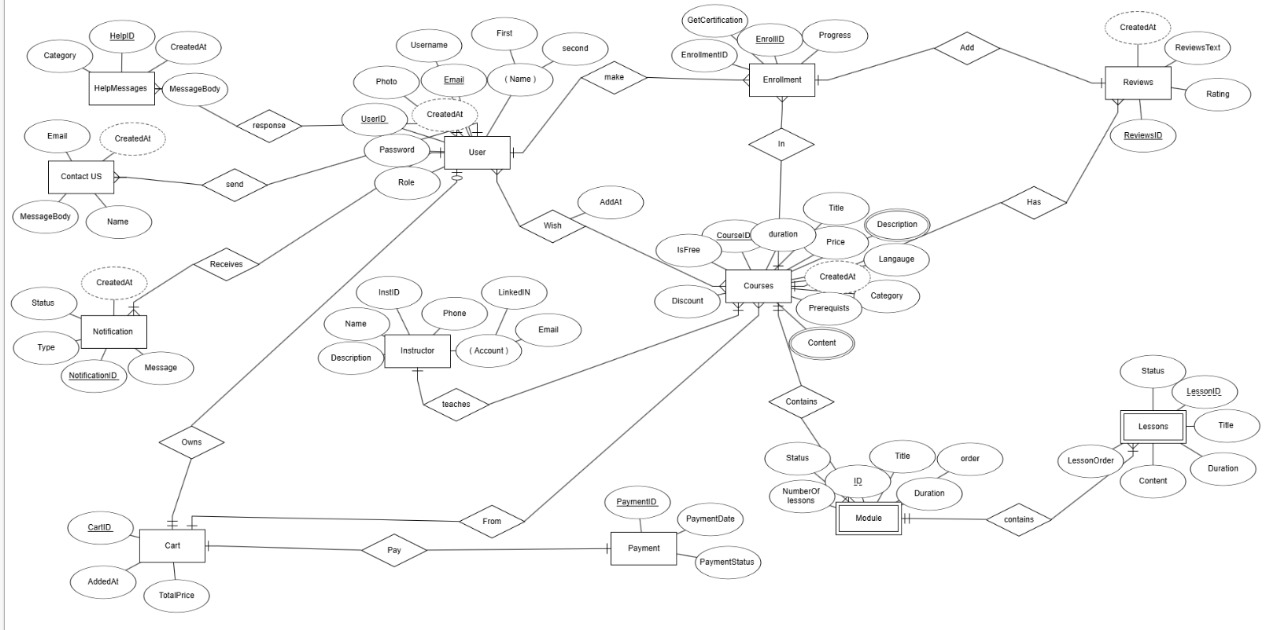 HelpID
Category
CreatedAt
HelpMessages
MessageBody
response
Email
CreatedAt
Contact US
MessageBody
Name
send
First
second
Username
( Name )
Photo
Email
UserID
CreatedAt
Password
User
Role
make
GetCertification
EnrollID
Progress
EnrollmentID
Enrollment
Add
CreatedAt
ReviewsText
Reviews
Rating
ReviewsID
In
Has
Wish
AddAt
Receives
CreatedAt
Status
Notification
Type
NotificationID
Message
InstID
LinkedIN
Name
Phone
Email
Description
Instructor
( Account )
teaches
Title
CourseID
duration
Description
IsFree
Price
Langauge
CreatedAt
Courses
Category
Discount
Prerequists
Content
Contains
Status
LessonID
Lessons
Title
LessonOrder
Content
Duration
Status
Title
order
ID
NumberOf
lessons
Duration
Module
contains
Owns
From
CartID
Cart
AddedAt
TotalPrice
Pay
PaymentID
PaymentDate
Payment
PaymentStatus